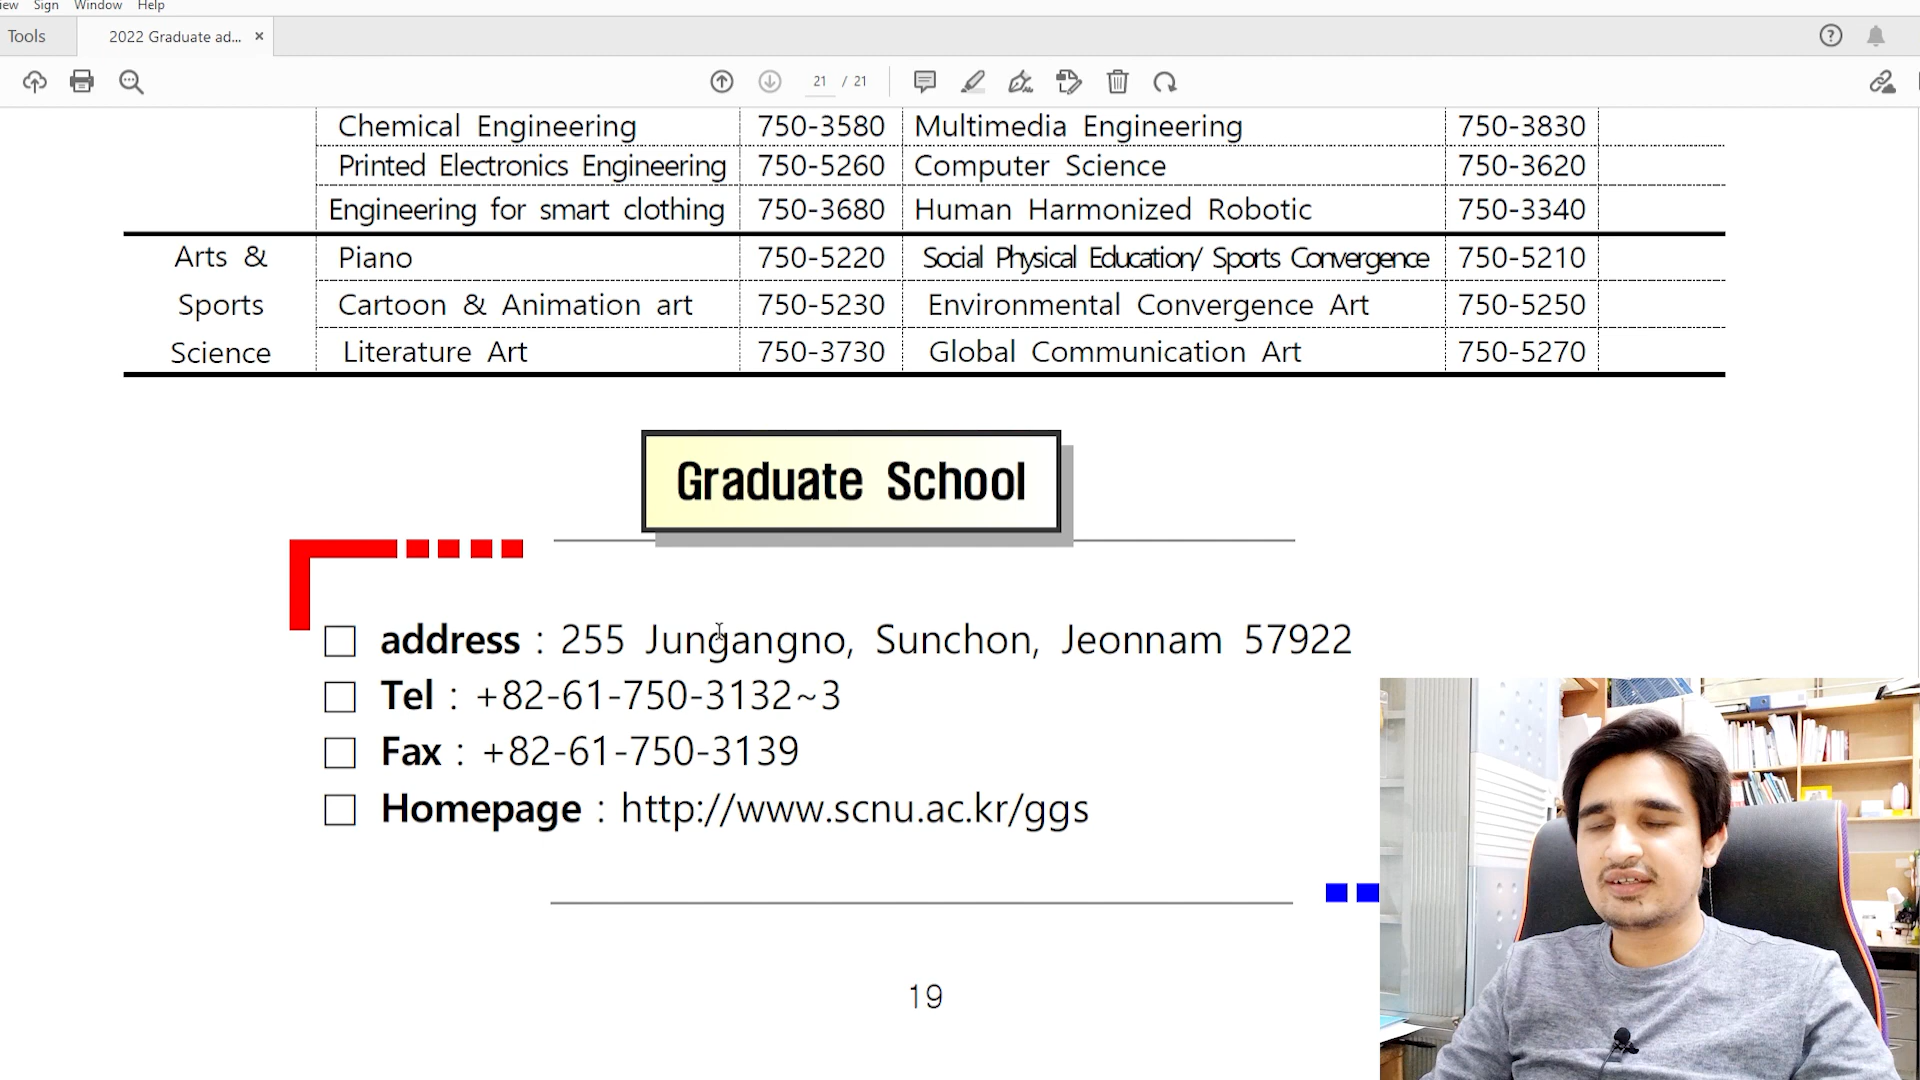 iew Sign Window Help
Tools 2022 Graduate ad... ×
21 / 21
Chemical Engineering 750-3580 Multimedia Engineering 750-3830
Printed Electronics Engineering 750-5260 Computer Science 750-3620
Engineering for smart clothing 750-3680 Human Harmonized Robotic 750-3340
Arts & Piano 750-5220 Social Physical Education/ Sports Convergence 750-5210
Sports Cartoon & Animation art 750-5230 Environmental Convergence Art 750-5250
Science Literature Art 750-3730 Global Communication Art 750-5270
Graduate School
□ address : 255 Jungangno, Sunchon, Jeonnam 57922
□ Tel : +82-61-750-3132~3
□ Fax : +82-61-750-3139
□ Homepage : http://www.scnu.ac.kr/ggs
19